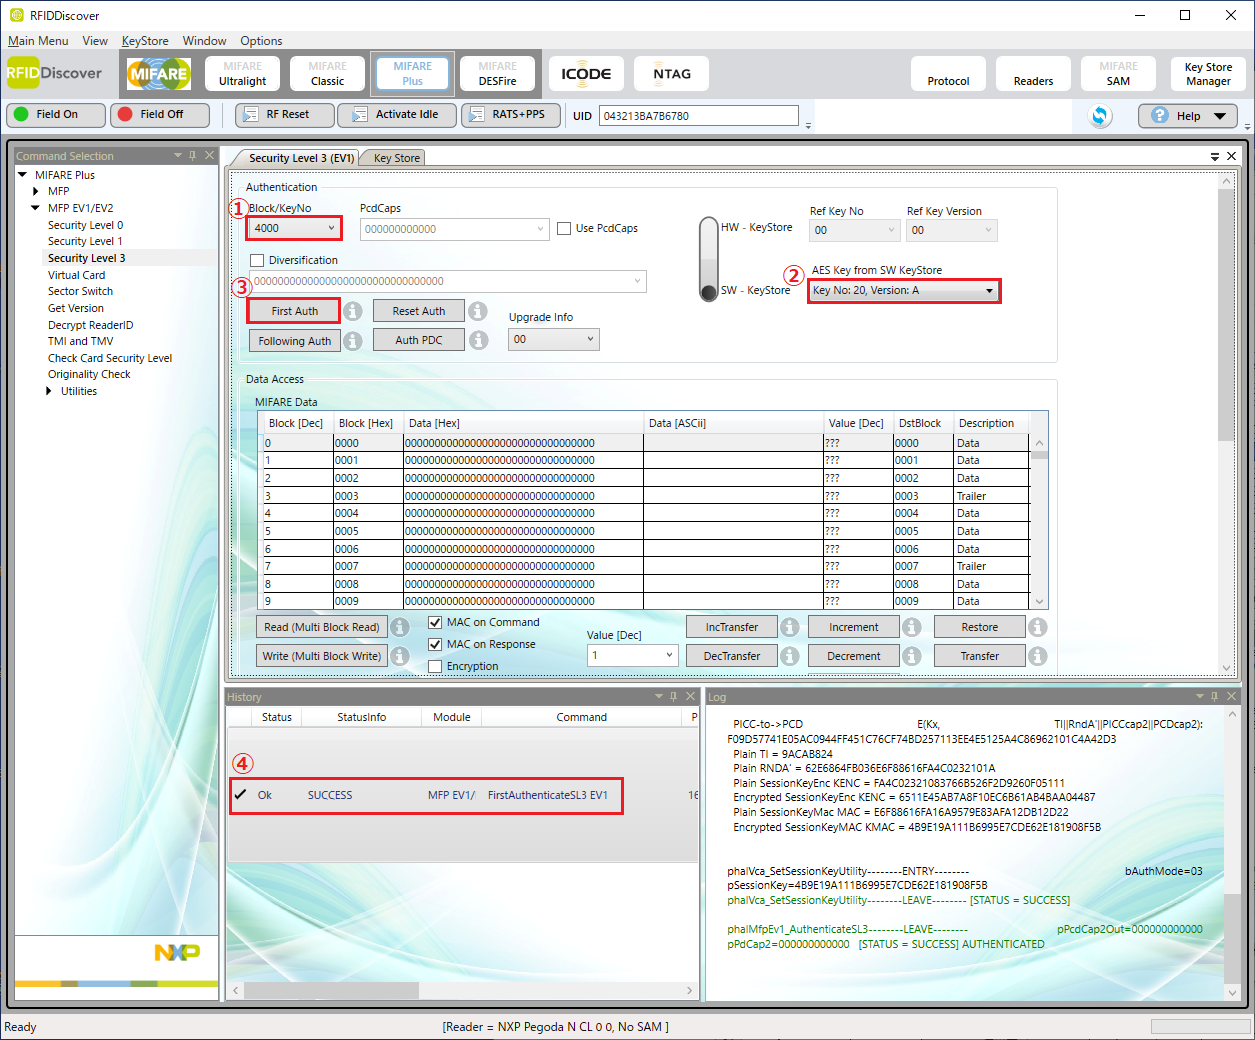 RFIDDiscover
Main Menu View KeyStore Window Options
RFIDDiscover MIFARE MIFARE Ultralight MIFARE Classic MIFARE Plus MIFARE DESFire ICODE NTAG Protocol Readers MIFARE SAM Key Store Manager
Field On Field Off RF Reset Activate Idle RATS+PPS UID 043213BA7B6780 Help
Command Selection
MIFARE Plus
MFP
MFP EV1/EV2
Security Level 0
Security Level 1
Security Level 3
Virtual Card
Sector Switch
Get Version
Decrypt ReaderID
TMI and TMV
Check Card Security Level
Originality Check
Utilities
NXP
Security Level 3 (EV1) Key Store
Authentication
① Block/KeyNo PcdCaps
4000 000000000000 Use PcdCaps
HW - KeyStore
Ref Key No Ref Key Version
00 00
Diversification
00000000000000000000000000000000
② AES Key from SW KeyStore
SW - KeyStore Key No: 20, Version: A
③ First Auth Reset Auth
Following Auth Auth PDC
Upgrade Info
00
Data Access
MIFARE Data
Block [Dec] Block [Hex] Data [Hex] Data [ASCii] Value [Dec] DstBlock Description
0 0000 00000000000000000000000000000000 ??? 0000 Data
1 0001 00000000000000000000000000000000 ??? 0001 Data
2 0002 00000000000000000000000000000000 ??? 0002 Data
3 0003 00000000000000000000000000000000 ??? 0003 Trailer
4 0004 00000000000000000000000000000000 ??? 0004 Data
5 0005 00000000000000000000000000000000 ??? 0005 Data
6 0006 00000000000000000000000000000000 ??? 0006 Data
7 0007 00000000000000000000000000000000 ??? 0007 Trailer
8 0008 00000000000000000000000000000000 ??? 0008 Data
9 0009 00000000000000000000000000000000 ??? 0009 Data
Read (Multi Block Read) MAC on Command IncTransfer Increment Restore
MAC on Response Value [Dec]
Write (Multi Block Write) 1 DecTransfer Decrement Transfer
Encryption
History
Status StatusInfo Module Command P
④
Ok SUCCESS MFP EV1/ FirstAuthenticateSL3 EV1 16
Log
PICC-to->PCD E(Kx, TI||RndA'||PICCcap2||PCDcap2):
F09D57741E05AC0944FF451C76CF74BD257113EE4E5125A4C86962101C4A42D3
Plain TI = 9ACAB824
Plain RNDA' = 62E6864FB036E6F88616FA4C0232101A
Plain SessionKeyEnc KENC = FA4C02321083766B526F2D9260F05111
Encrypted SessionKeyEnc KENC = 6511E45AB7A8F10EC6B61AB4BAA04487
Plain SessionKeyMac MAC = E6F88616FA16A9579E83AFA12DB12D22
Encrypted SessionKeyMAC KMAC = 4B9E19A111B6995E7CDE62E181908F5B
phalVca_SetSessionKeyUtility--------ENTRY-------- bAuthMode=03
pSessionKey=4B9E19A111B6995E7CDE62E181908F5B
phalVca_SetSessionKeyUtility--------LEAVE-------- [STATUS = SUCCESS]
phalMfpEv1_AuthenticateSL3--------LEAVE-------- pPcdCap2Out=000000000000
pPdCap2=000000000000 [STATUS = SUCCESS] AUTHENTICATED
Ready [Reader = NXP Pegoda N CL 0 0, No SAM ]